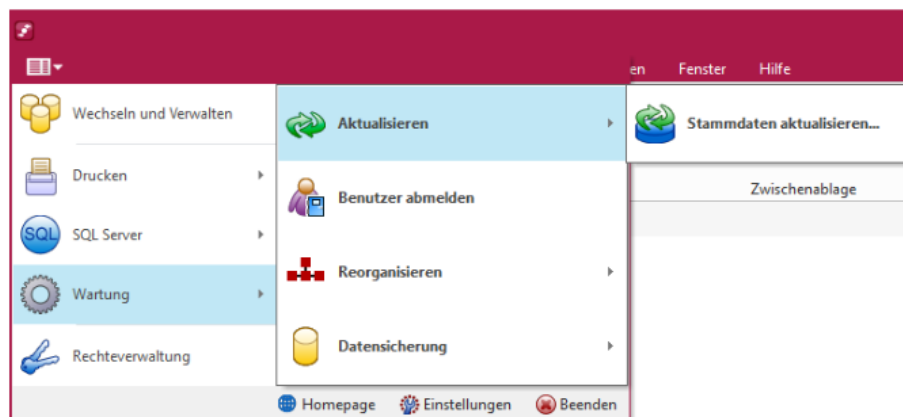 en Fenster Hilfe
Wechseln und Verwalten
Drucken
SQL
SQL Server
Wartung
Rechteverwaltung
Aktualisieren
Benutzer abmelden
Reorganisieren
Datensicherung
Stammdaten aktualisieren...
Zwischenablage
Homepage Einstellungen Beenden